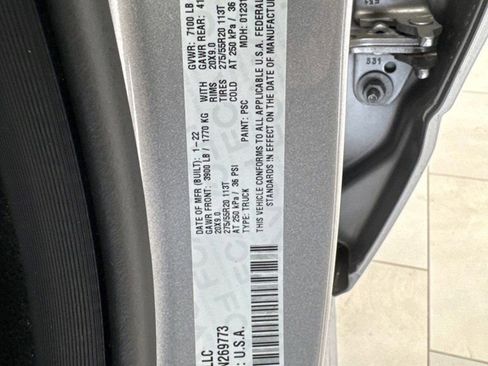 GVWR: 7100 LB
GAWR REAR: 41
20X9.0
275/55R20 113T
AT 250 kPa / 36
MDH: 0123
WITH
RIMS
TIRES
COLD
DATE OF MFR (BUILT): 1-22
GAWR FRONT: 3900 LB / 1770 KG
20X9.0
275/55R20 113T
AT 250 kPa / 36 PSI
TYPE: TRUCK
PAINT: PSC
THIS VEHICLE CONFORMS TO ALL APPLICABLE U.S.A. FEDERAL
STANDARDS IN EFFECT ON THE DATE OF MANUFACTUR
LLC
N269773
: U.S.A.
531